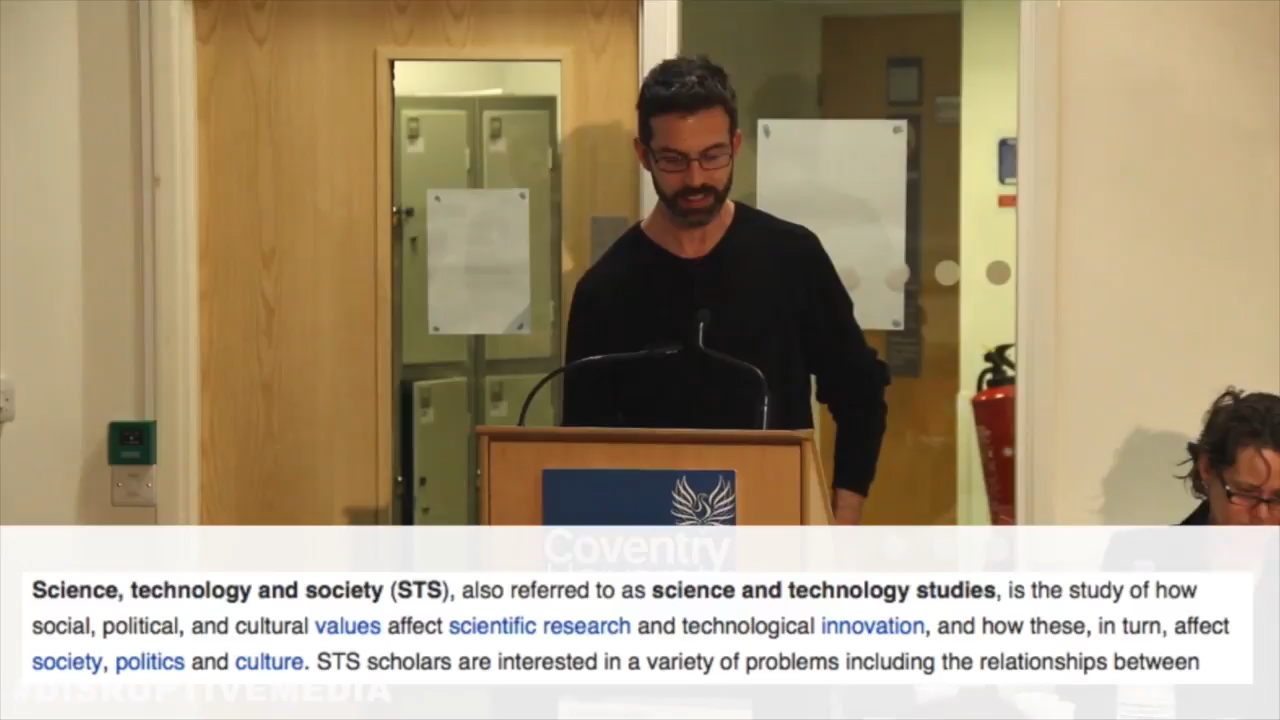 Coventry
Science, technology and society (STS), also referred to as science and technology studies, is the study of how
social, political, and cultural values affect scientific research and technological innovation, and how these, in turn, affect
society, politics and culture. STS scholars are interested in a variety of problems including the relationships between
#DISRUPTIVEMEDIA